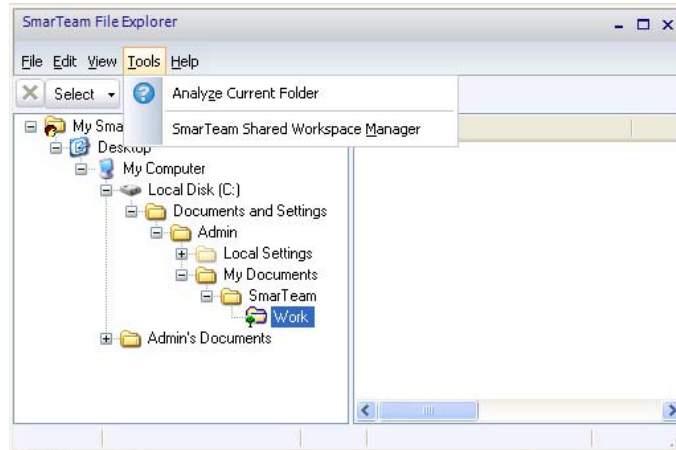 SmarTeam File Explorer
File Edit View Tools Help
Select
Analyze Current Folder
SmarTeam Shared Workspace Manager
My Sma
Desktop
My Computer
Local Disk (C:)
Documents and Settings
Admin
Local Settings
My Documents
SmarTeam
Work
Admin's Documents